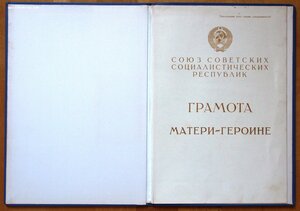 СОЮЗ СОВЕТСКИХ
СОЦИАЛИСТИЧЕСКИХ
РЕСПУБЛИК
ГРАМОТА
МАТЕРИ-ГЕРОИНЕ